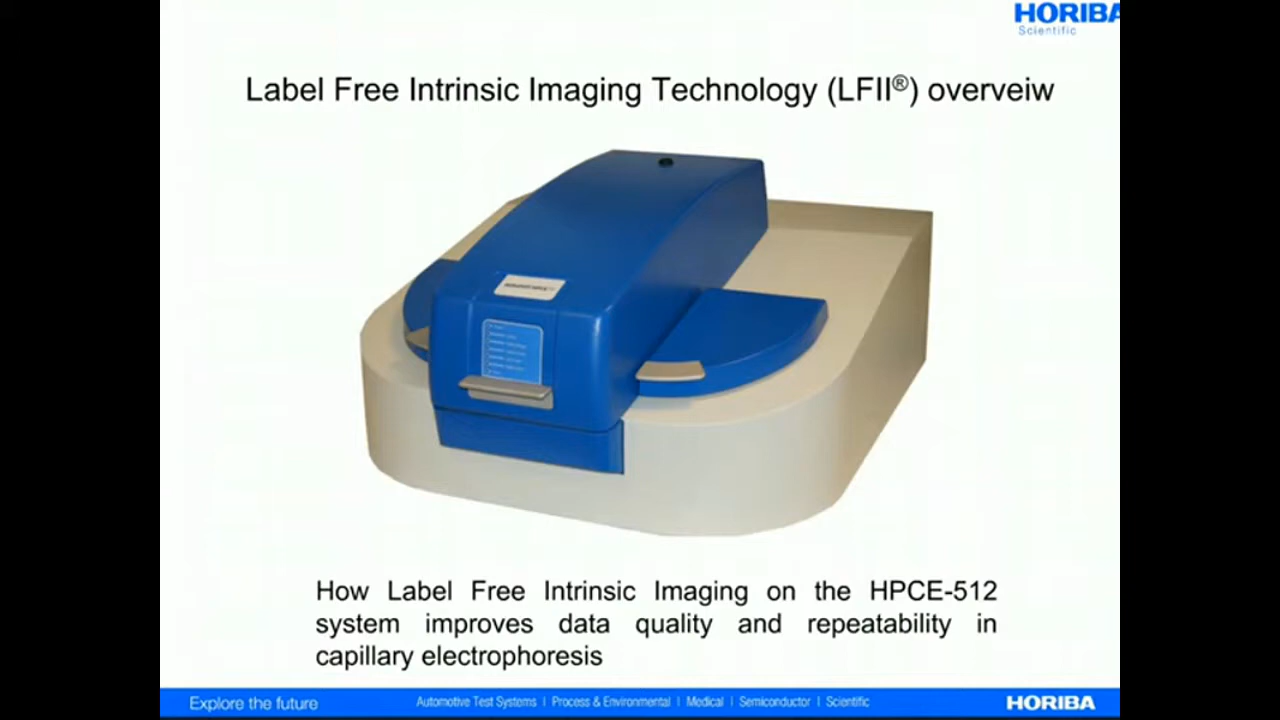 HORIBA
Scientific
Label Free Intrinsic Imaging Technology (LFII®) overveiw
How Label Free Intrinsic Imaging on the HPCE-512
system improves data quality and repeatability in
capillary electrophoresis
Explore the future
Automotive Test Systems | Process & Environmental | Medical | Semiconductor | Scientific
HORIBA